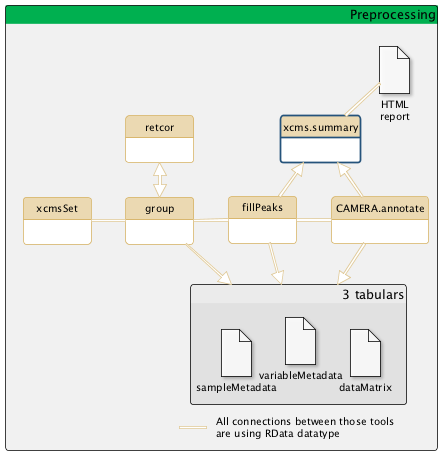 Preprocessing
HTML
report
retcor
xcms.summary
xcmsSet
group
fillPeaks
CAMERA.annotate
3 tabulars
sampleMetadata
variableMetadata
dataMatrix
All connections between those tools
are using RData datatype